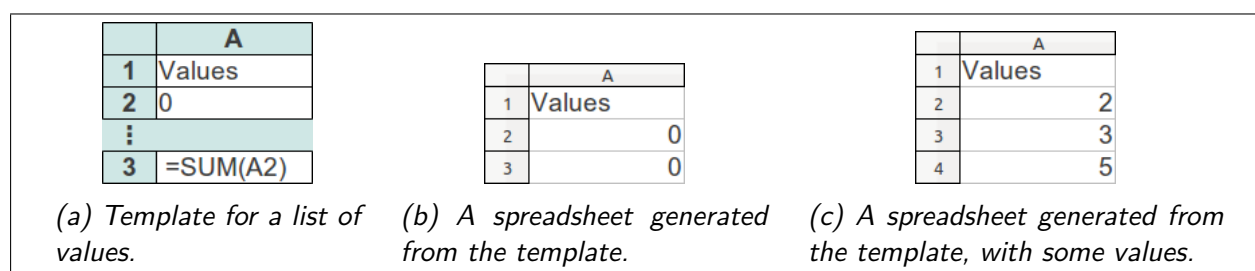 A
1 Values
2 0
⋮
3 =SUM(A2)
(a) Template for a list of
values.
A
1 Values
2 0
3 0
(b) A spreadsheet generated
from the template.
A
1 Values
2 2
3 3
4 5
(c) A spreadsheet generated from
the template, with some values.